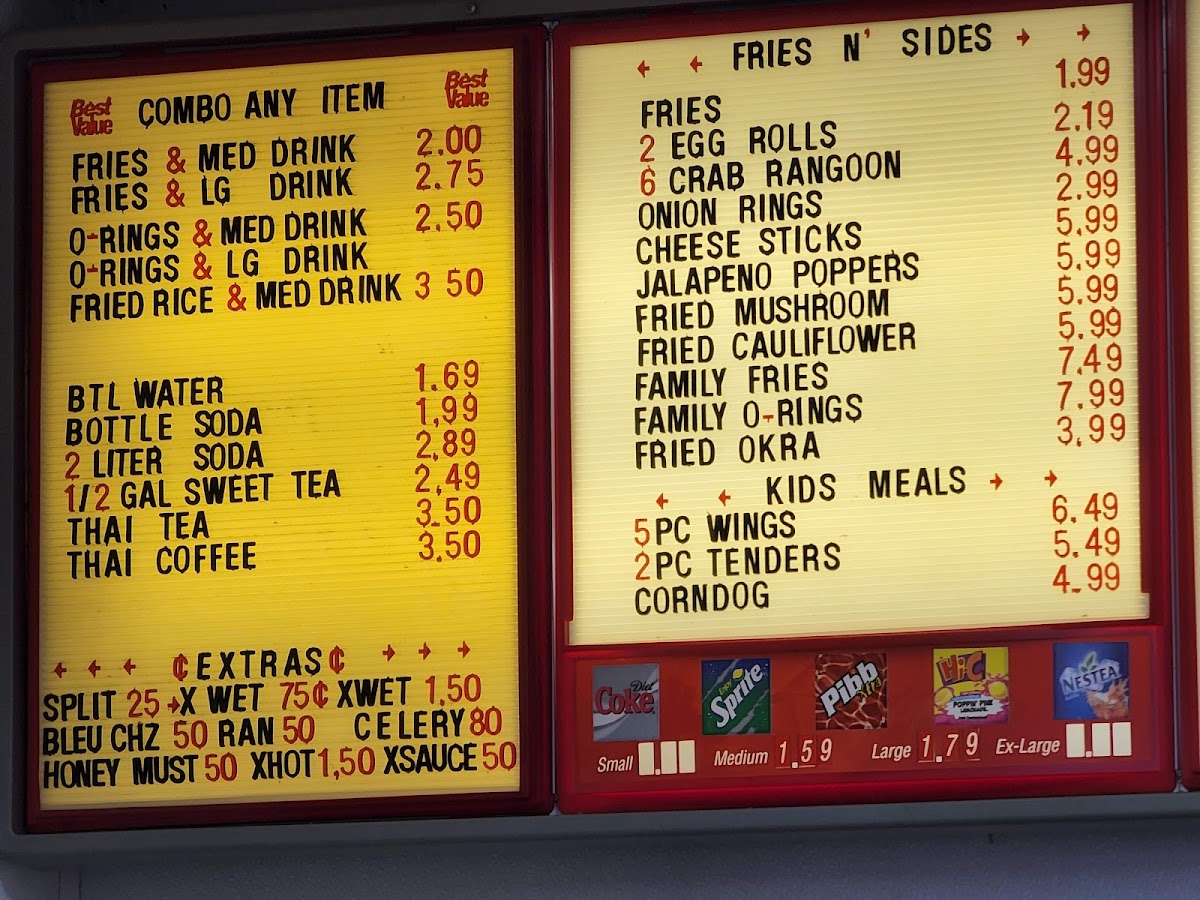 Best Value COMBO ANY ITEM Best Value
FRIES & MED DRINK 2.00
FRIES & LG DRINK 2.75
O-RINGS & MED DRINK 2.50
O-RINGS & LG DRINK
FRIED RICE & MED DRINK 3 50
BTL WATER 1.69
BOTTLE SODA 1,99
2 LITER SODA 2,89
1/2 GAL SWEET TEA 2,49
THAI TEA 3.50
THAI COFFEE 3.50
← ← ← ¢EXTRAS¢ → → →
SPLIT 25 →X WET 75¢ XWET 1.50
BLEU CHZ 50 RAN 50 CELERY 80
HONEY MUST 50 XHOT 1,50 XSAUCE 50
← ← FRIES N' SIDES → →
FRIES 1.99
2 EGG ROLLS 2.19
6 CRAB RANGOON 4.99
ONION RINGS 2.99
CHEESE STICKS 5.99
JALAPENO POPPERS 5.99
FRIED MUSHROOM 5.99
FRIED CAULIFLOWER 5.99
FAMILY FRIES 7.49
FAMILY O-RINGS 7.99
FRIED OKRA 3.99
← ← KIDS MEALS → →
5PC WINGS 6.49
2PC TENDERS 5.49
CORNDOG 4.99
Diet Coke
Sprite
Pibb Xtra
Hi-C
NESTEA
Small Medium 1.59 Large 1.79 Ex-Large